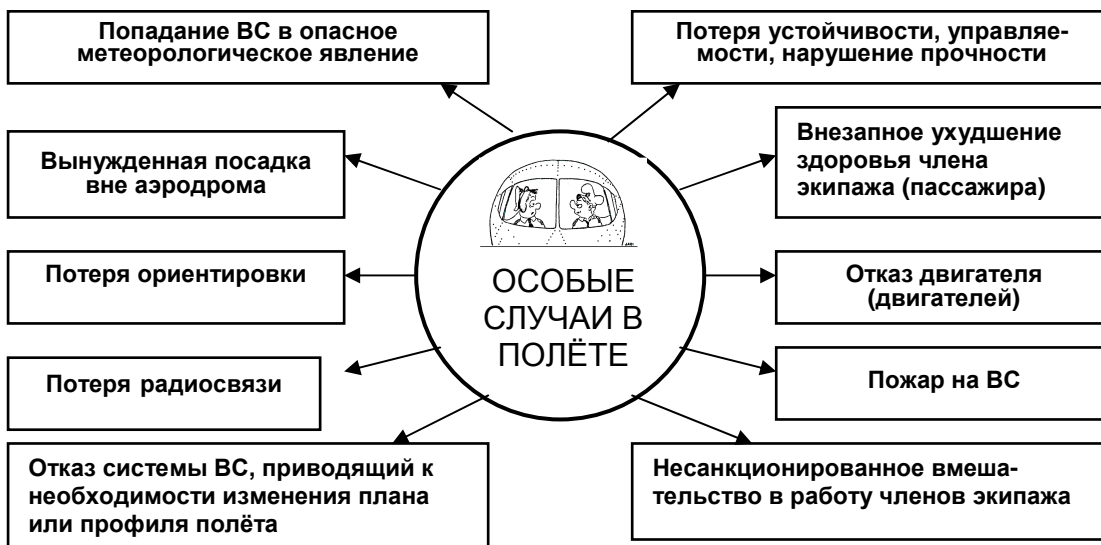 Попадание ВС в опасное
метеорологическое явление
Потеря устойчивости, управляе-
мости, нарушение прочности
Вынужденная посадка
вне аэродрома
Внезапное ухудшение
здоровья члена
экипажа (пассажира)
Потеря ориентировки
ОСОБЫЕ
СЛУЧАИ В
ПОЛЁТЕ
Отказ двигателя
(двигателей)
Потеря радиосвязи
Пожар на ВС
Отказ системы ВС, приводящий к
необходимости изменения плана
или профиля полёта
Несанкционированное вмеша-
тельство в работу членов экипажа